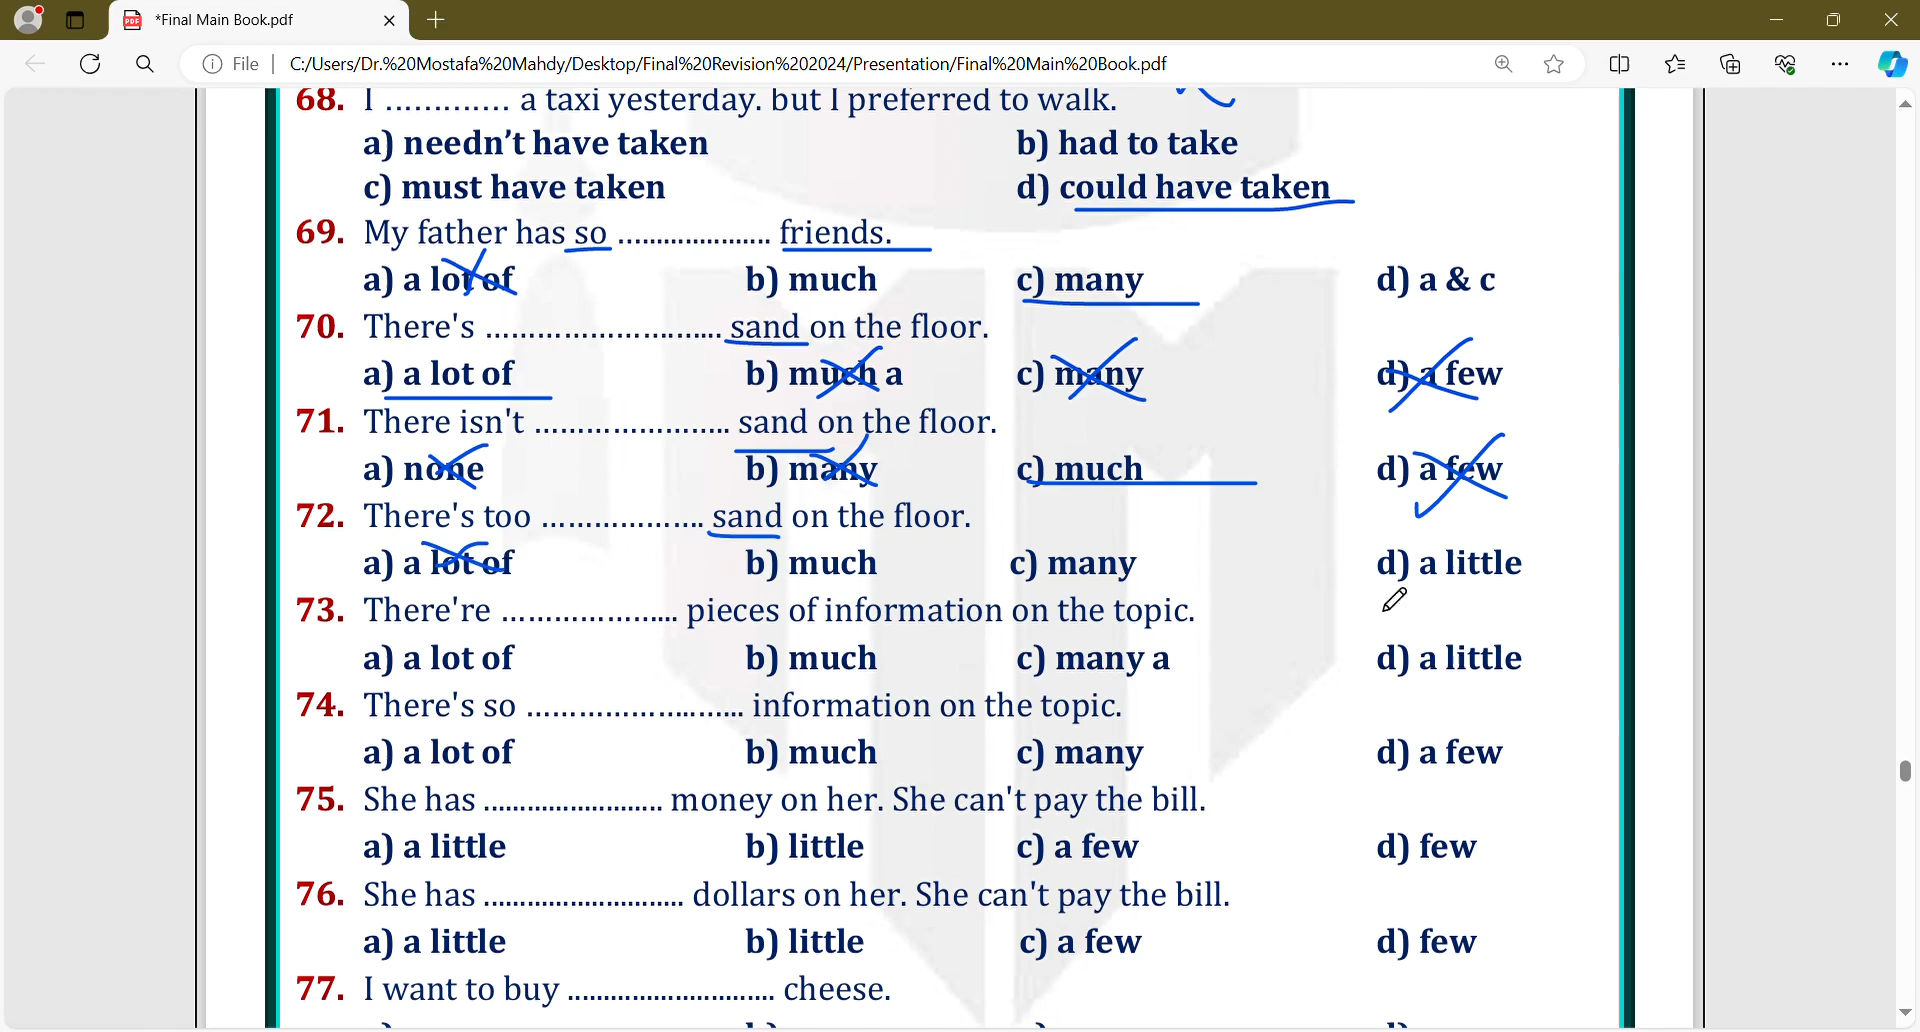 *Final Main Book.pdf
File | C:/Users/Dr.%20Mostafa%20Mahdy/Desktop/Final%20Revision%202024/Presentation/Final%20Main%20Book.pdf
68. I ............. a taxi yesterday. but I preferred to walk.
a) needn’t have taken b) had to take
c) must have taken d) could have taken
69. My father has so ..................... friends.
a) a lot of b) much c) many d) a & c
70. There's ............................. sand on the floor.
a) a lot of b) much a c) many d) a few
71. There isn't ........................ sand on the floor.
a) none b) many c) much d) a few
72. There's too .................... sand on the floor.
a) a lot of b) much c) many d) a little
73. There're ...................... pieces of information on the topic.
a) a lot of b) much c) many a d) a little
74. There's so .......................... information on the topic.
a) a lot of b) much c) many d) a few
75. She has ......................... money on her. She can't pay the bill.
a) a little b) little c) a few d) few
76. She has ............................ dollars on her. She can't pay the bill.
a) a little b) little c) a few d) few
77. I want to buy ............................. cheese.